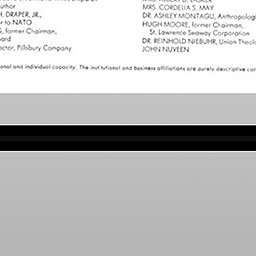 uthor
H. DRAPER, JR.,
r to NATO
, former Chairman,
ard
ector, Pillsbury Company
MRS. CORDELIA S. MAY
DR. ASHLEY MONTAGU, Anthropologi
HUGH MOORE, former Chairman,
St. Lawrence Seaway Corporation
DR. REINHOLD NIEBUHR, Union Theolo
JOHN NUVEEN
onal and individual capacity. The institutional and business affiliations are purely descriptive an